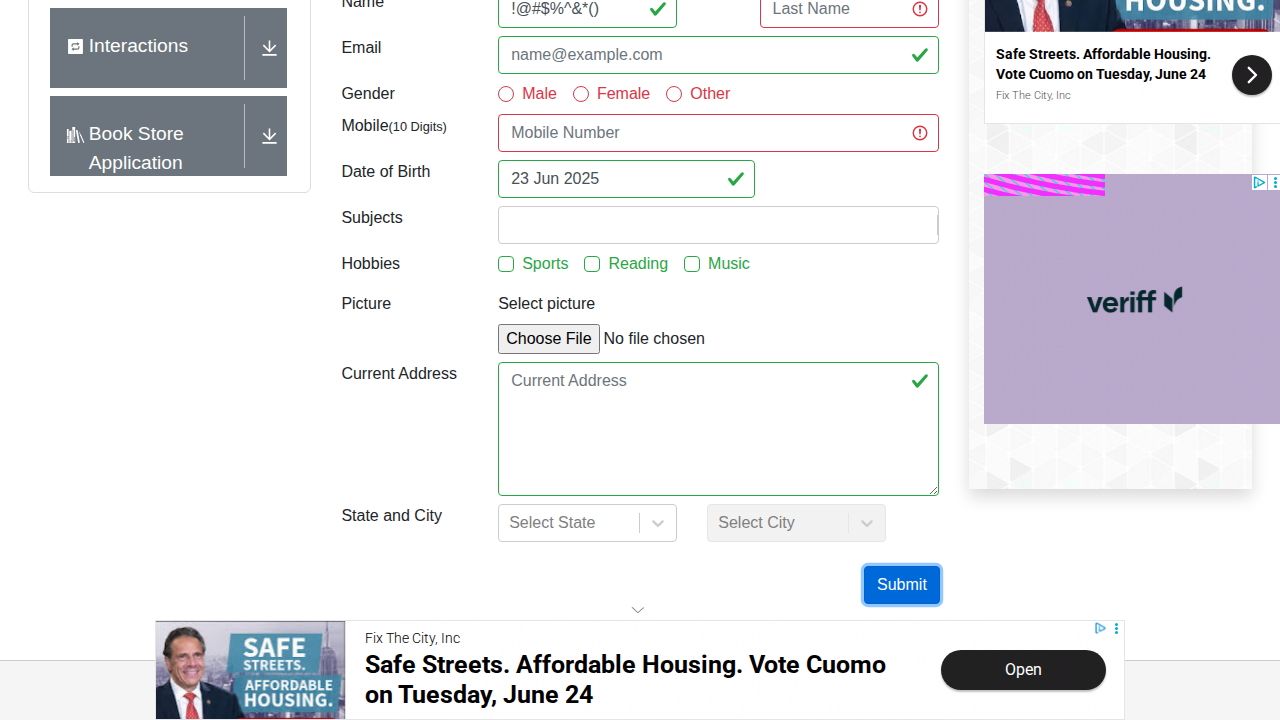 Name
!@#$%^&*()
Last Name
Email
name@example.com
Gender
Male
Female
Other
Mobile(10 Digits)
Mobile Number
Date of Birth
23 Jun 2025
Subjects
Hobbies
Sports
Reading
Music
Picture
Select picture
Choose File No file chosen
Current Address
Current Address
State and City
Select State
Select City
Submit
Interactions
Book Store
Application
HOUSING.
Safe Streets. Affordable Housing.
Vote Cuomo on Tuesday, June 24
Fix The City, Inc
veriff
SAFE
STREETS.
AFFORDABLE
HOUSING.
Fix The City, Inc
Safe Streets. Affordable Housing. Vote Cuomo
on Tuesday, June 24
Open